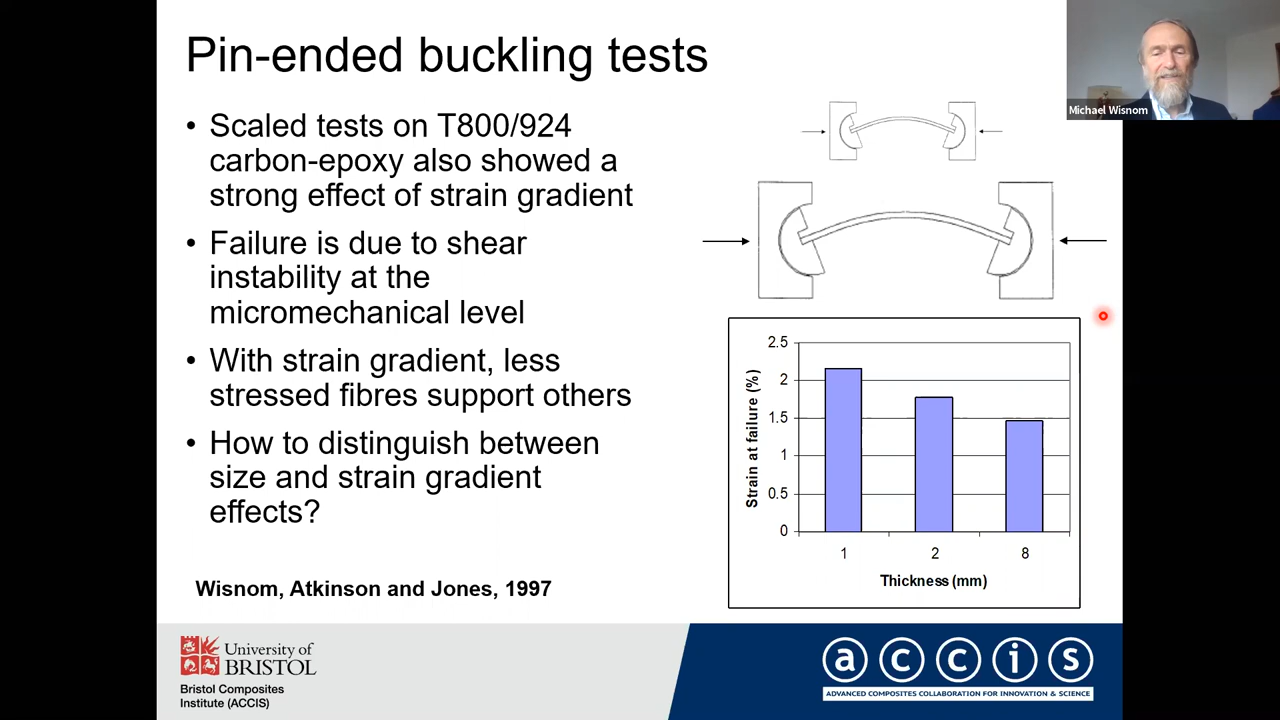 Pin-ended buckling tests
• Scaled tests on T800/924
carbon-epoxy also showed a
strong effect of strain gradient
• Failure is due to shear
instability at the
micromechanical level
• With strain gradient, less
stressed fibres support others
• How to distinguish between
size and strain gradient
effects?
Wisnom, Atkinson and Jones, 1997
Michael Wisnom
Strain at failure (%)
2.5
2
1.5
1
0.5
0
1 2 8
Thickness (mm)
University of
BRISTOL
Bristol Composites
Institute (ACCIS)
accis
ADVANCED COMPOSITES COLLABORATION FOR INNOVATION & SCIENCE